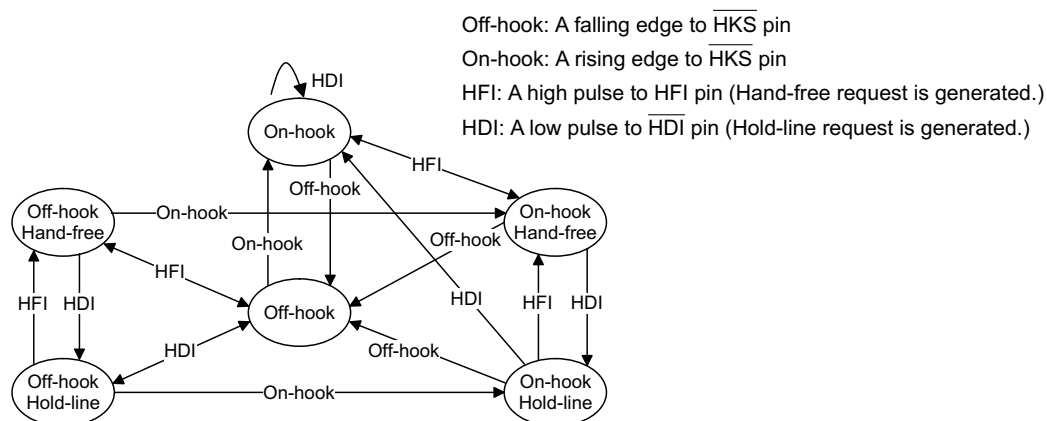 Off-hook: A falling edge to HKS pin
On-hook: A rising edge to HKS pin
HFI: A high pulse to HFI pin (Hand-free request is generated.)
HDI: A low pulse to HDI pin (Hold-line request is generated.)
HDI
On-hook
HFI
Off-hook
Off-hook
Hand-free
On-hook
On-hook
Hand-free
On-hook
Off-hook
HFI
HFI
HDI
Off-hook
HDI
HFI
HDI
HDI
Off-hook
Off-hook
Hold-line
On-hook
On-hook
Hold-line